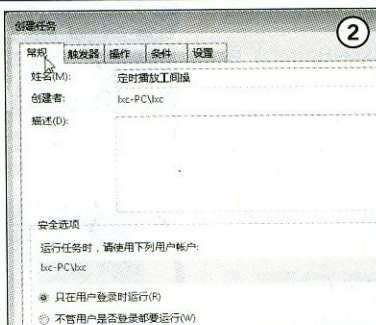 创建任务
②
常规 触发器 操作 条件 设置
姓名(M): 定时播放工间操
创建者: lxc-PC\lxc
描述(D):
安全选项
运行任务时，请使用下列用户帐户:
lxc-PC\lxc
只在用户登录时运行(R)
不管用户是否登录都要运行(W)